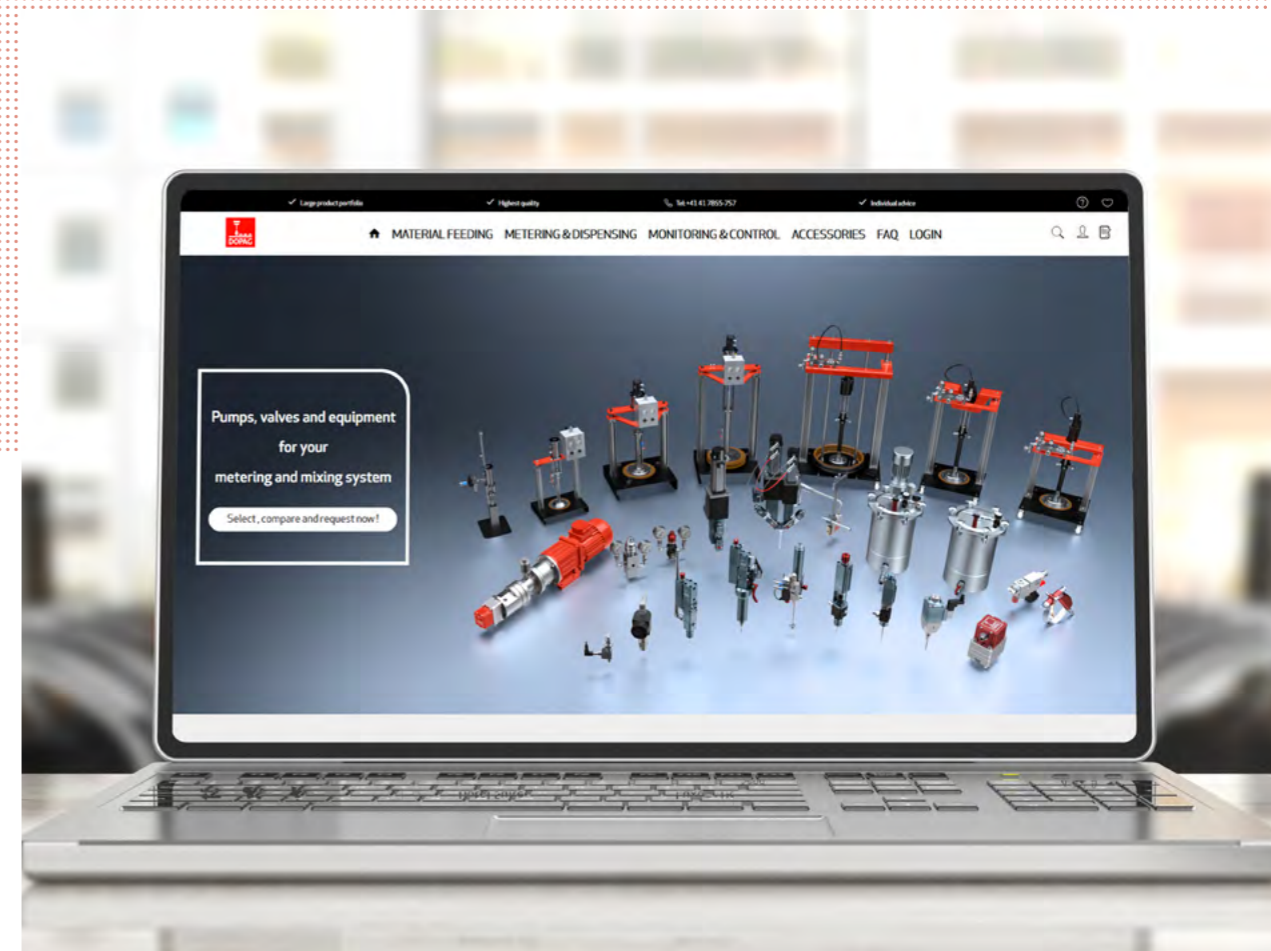 Large product portfolio
Highest quality
Tel: +41 41 7855-757
Individual advice
DOPAG
MATERIAL FEEDING
METERING & DISPENSING
MONITORING & CONTROL
ACCESSORIES
FAQ
LOGIN
Pumps, valves and equipment
for your
metering and mixing system
Select, compare and request now!